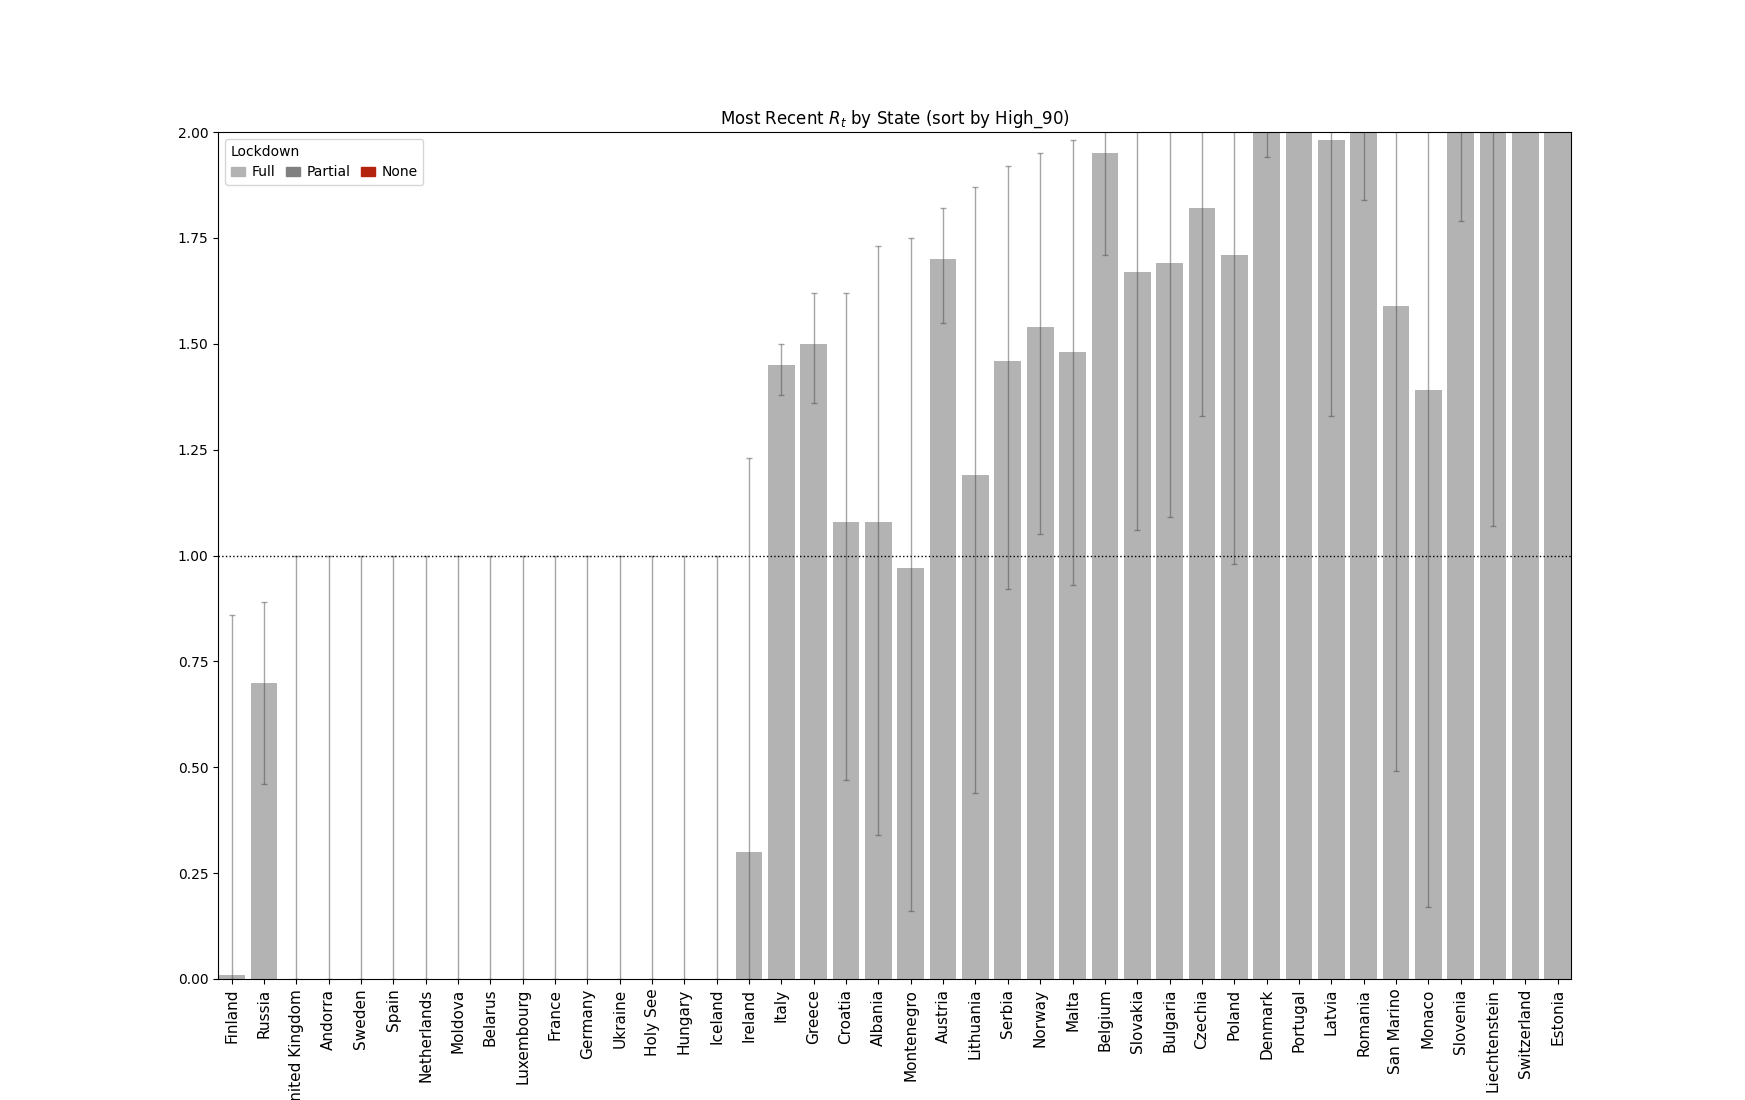 Most Recent Rt by State (sort by High_90)
Lockdown
Full Partial None
2.00
1.75
1.50
1.25
1.00
0.75
0.50
0.25
0.00
Finland
Russia
nited Kingdom
Andorra
Sweden
Spain
Netherlands
Moldova
Belarus
Luxembourg
France
Germany
Ukraine
Holy See
Hungary
Iceland
Ireland
Italy
Greece
Croatia
Albania
Montenegro
Austria
Lithuania
Serbia
Norway
Malta
Belgium
Slovakia
Bulgaria
Czechia
Poland
Denmark
Portugal
Latvia
Romania
San Marino
Monaco
Slovenia
Liechtenstein
Switzerland
Estonia